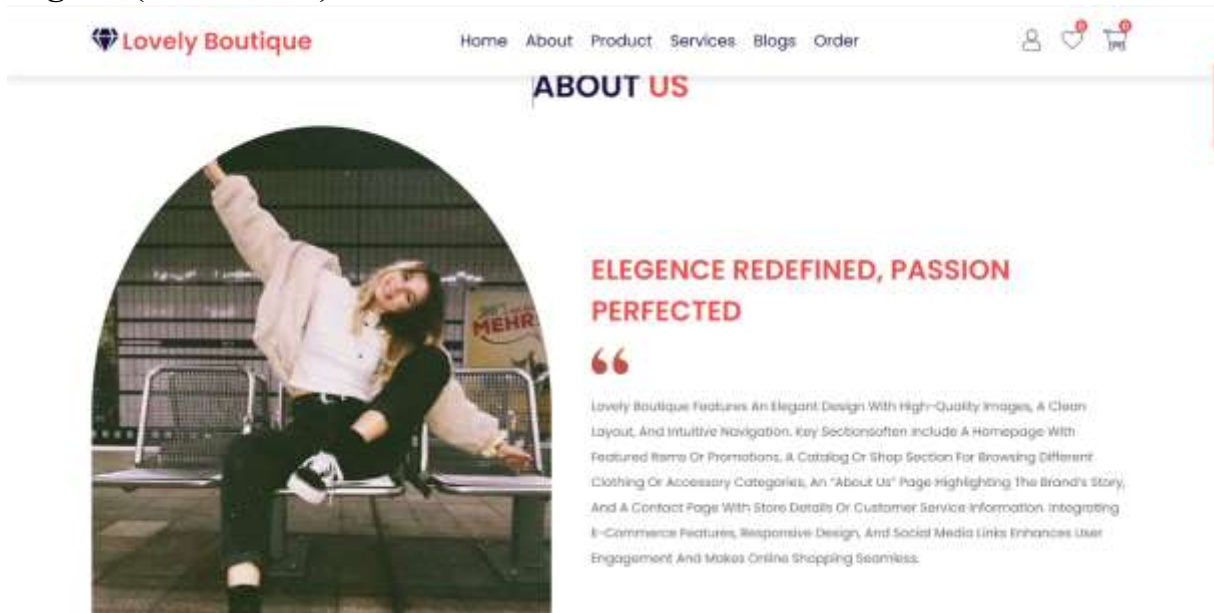 Lovely Boutique
Home About Product Services Blogs Order
0 0
ABOUT US
MEHR
ELEGENCE REDEFINED, PASSION
PERFECTED
Lovely Boutique Features An Elegant Design With High-Quality Images, A Clean
Layout, And Intuitive Navigation. Key Sectionsoften Include A Homepage With
Featured Items Or Promotions, A Catalog Or Shop Section For Browsing Different
Clothing Or Accessory Categories, An "About Us" Page Highlighting The Brand's Story,
And A Contact Page With Store Details Or Customer Service Information. Integrating
E-Commerce Features, Responsive Design, And Social Media Links Enhances User
Engagement And Makes Online Shopping Seamless.